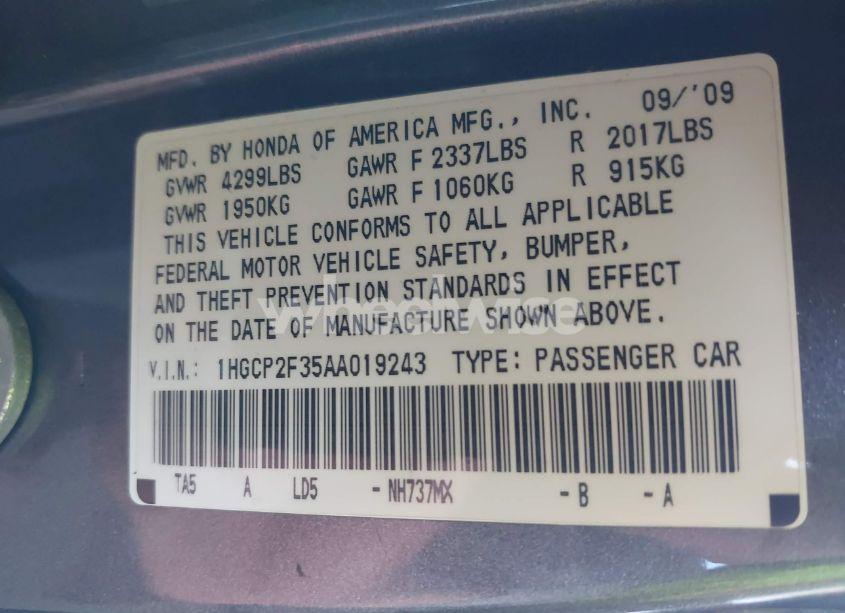 MFD. BY HONDA OF AMERICA MFG., INC. 09/'09
GVWR 4299LBS GAWR F 2337LBS R 2017LBS
GVWR 1950KG GAWR F 1060KG R 915KG
THIS VEHICLE CONFORMS TO ALL APPLICABLE
FEDERAL MOTOR VEHICLE SAFETY, BUMPER,
AND THEFT PREVENTION STANDARDS IN EFFECT
ON THE DATE OF MANUFACTURE SHOWN ABOVE.
wheelwise
V.I.N.: 1HGCP2F35AA019243 TYPE: PASSENGER CAR
TA5 A LD5 -NH737MX -B -A